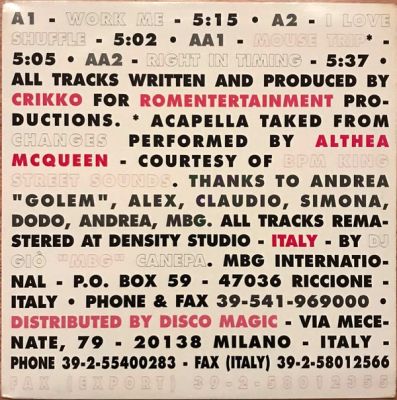 A1 - WORK ME - 5:15 • A2 - I LOVE
SHUFFLE - 5:02 • AA1 - MOUSE TRIP* -
5:05 • AA2 - RIGHT IN TIMING - 5:37 •
ALL TRACKS WRITTEN AND PRODUCED BY
CRIKKO FOR ROMENTERTAINMENT PRO-
DUCTIONS. * ACAPELLA TAKED FROM
CHANGES PERFORMED BY ALTHEA
MCQUEEN - COURTESY OF BPM KING
STREET SOUNDS. THANKS TO ANDREA
"GOLEM", ALEX, CLAUDIO, SIMONA,
DODO, ANDREA, MBG. ALL TRACKS REMA-
STERED AT DENSITY STUDIO - ITALY - BY DJ
GIÒ "MBG" CANEPA. MBG INTERNATIO-
NAL - P.O. BOX 59 - 47036 RICCIONE -
ITALY • PHONE & FAX 39-541-969000 •
DISTRIBUTED BY DISCO MAGIC - VIA MECE-
NATE, 79 - 20138 MILANO - ITALY -
PHONE 39-2-55400283 - FAX (ITALY) 39-2-58012566
FAX (EXPORT) 39-2-58012355